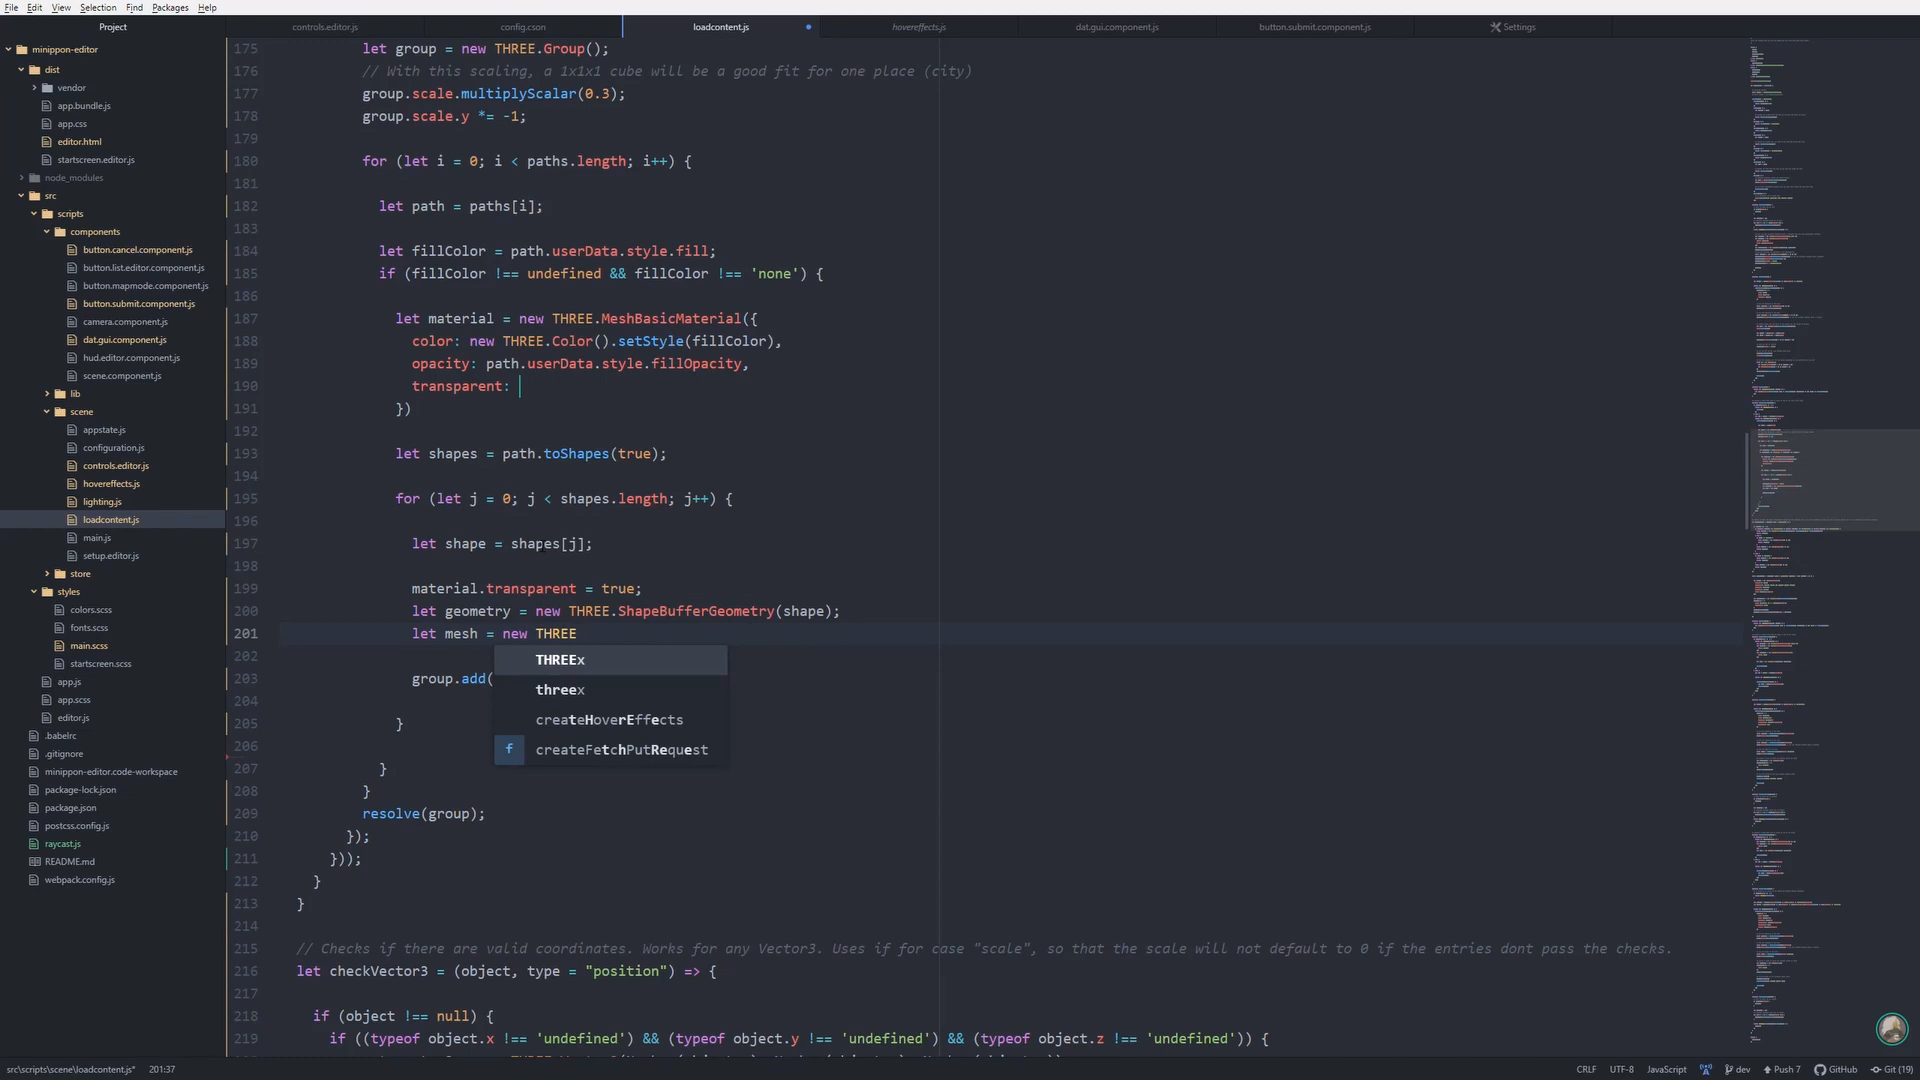 File Edit View Selection Find Packages Help
Project
controls.editor.js
config.cson
loadcontent.js
hovereffects.js
dat.gui.component.js
button.submit.component.js
Settings
minippon-editor
dist
vendor
app.bundle.js
app.css
editor.html
startscreen.editor.js
node_modules
src
scripts
components
button.cancel.component.js
button.list.editor.component.js
button.mapmode.component.js
button.submit.component.js
camera.component.js
dat.gui.component.js
hud.editor.component.js
scene.component.js
lib
scene
appstate.js
configuration.js
controls.editor.js
hovereffects.js
lighting.js
loadcontent.js
main.js
setup.editor.js
store
styles
colors.scss
fonts.scss
main.scss
startscreen.scss
app.js
app.scss
editor.js
.babelrc
.gitignore
minippon-editor.code-workspace
package-lock.json
package.json
postcss.config.js
raycast.js
README.md
webpack.config.js
175 let group = new THREE.Group();
176 // With this scaling, a 1x1x1 cube will be a good fit for one place (city)
177 group.scale.multiplyScalar(0.3);
178 group.scale.y *= -1;
179
180 for (let i = 0; i < paths.length; i++) {
181
182 let path = paths[i];
183
184 let fillColor = path.userData.style.fill;
185 if (fillColor !== undefined && fillColor !== 'none') {
186
187 let material = new THREE.MeshBasicMaterial({
188 color: new THREE.Color().setStyle(fillColor),
189 opacity: path.userData.style.fillOpacity,
190 transparent:
191 })
192
193 let shapes = path.toShapes(true);
194
195 for (let j = 0; j < shapes.length; j++) {
196
197 let shape = shapes[j];
198
199 material.transparent = true;
200 let geometry = new THREE.ShapeBufferGeometry(shape);
201 let mesh = new THREE
202
THREEx
203 group.add(
threex
204
createHoverEffects
205 }
206
createFetchPutRequest
f
207 }
208 }
209 resolve(group);
210 });
211 }));
212 }
213 }
214
215 // Checks if there are valid coordinates. Works for any Vector3. Uses if for case "scale", so that the scale will not default to 0 if the entries dont pass the checks.
216 let checkVector3 = (object, type = "position") => {
217
218 if (object !== null) {
219 if ((typeof object.x !== 'undefined') && (typeof object.y !== 'undefined') && (typeof object.z !== 'undefined')) {
src\scripts\scene\loadcontent.js* 201:37
CRLF UTF-8 JavaScript dev Push 7 GitHub Git (19)